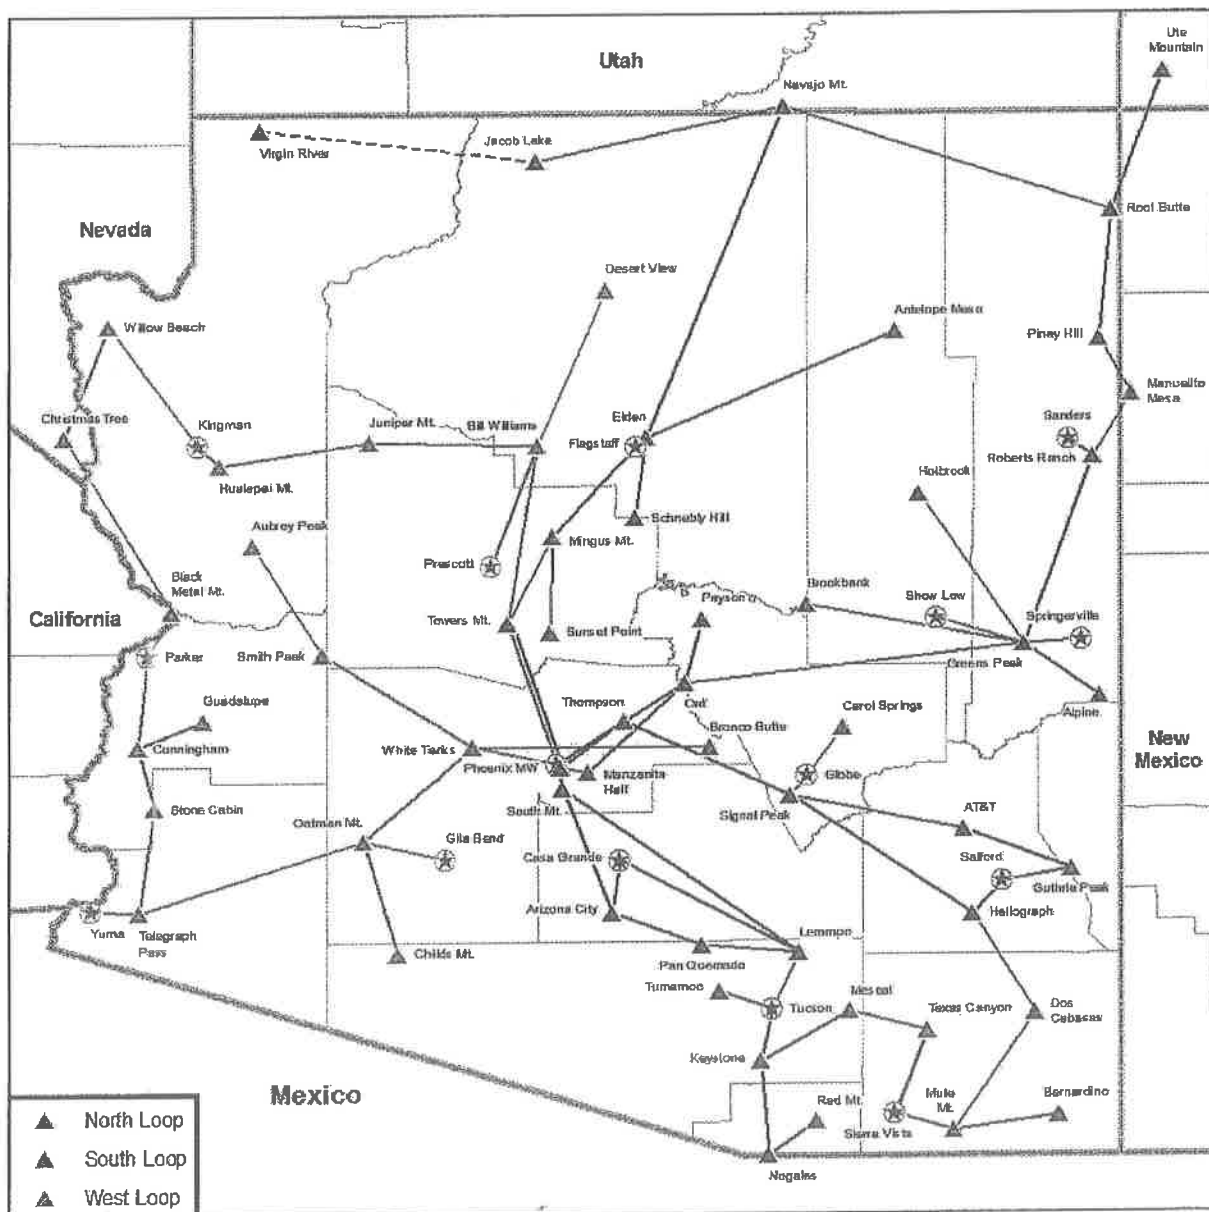 Ute
Mountain
Utah
Navajo Mt.
Virgin River
Jacob Lake
Roof Butte
Nevada
Desert View
Antelope Mesa
Willow Beach
Piney Hill
Manuelito
Mesa
Christmas Tree
Kingman
Juniper Mt.
Bill Williams
Elden
Flagstaff
Sanders
Roberts Ranch
Hualapai Mt.
Holbrook
Aubrey Peak
Schnebly Hill
Mingus Mt.
Prescott
Black
Metal Mt.
Brookbank
Payson
Show Low
Springerville
California
Towers Mt.
Sunset Point
Parker
Smith Peak
Greens Peak
Guadalupe
Thompson
Ord
Carol Springs
Alpine
Cunningham
White Tanks
Bronco Butte
New
Mexico
Phoenix MW
Manzanita
Hall
Globe
Stone Cabin
South Mt.
Signal Peak
AT&T
Oatman Mt.
Gila Bend
Casa Grande
Safford
Guthrie Peak
Arizona City
Heliograph
Yuma
Telegraph
Pass
Childs Mt.
Lemmon
Pan Quemado
Tumamoc
Tucson
Mescal
Texas Canyon
Dos
Cabezas
Keystone
Mexico
Red Mt.
Mule
Mt.
Bernardino
Sierra Vista
Nogales
North Loop
South Loop
West Loop